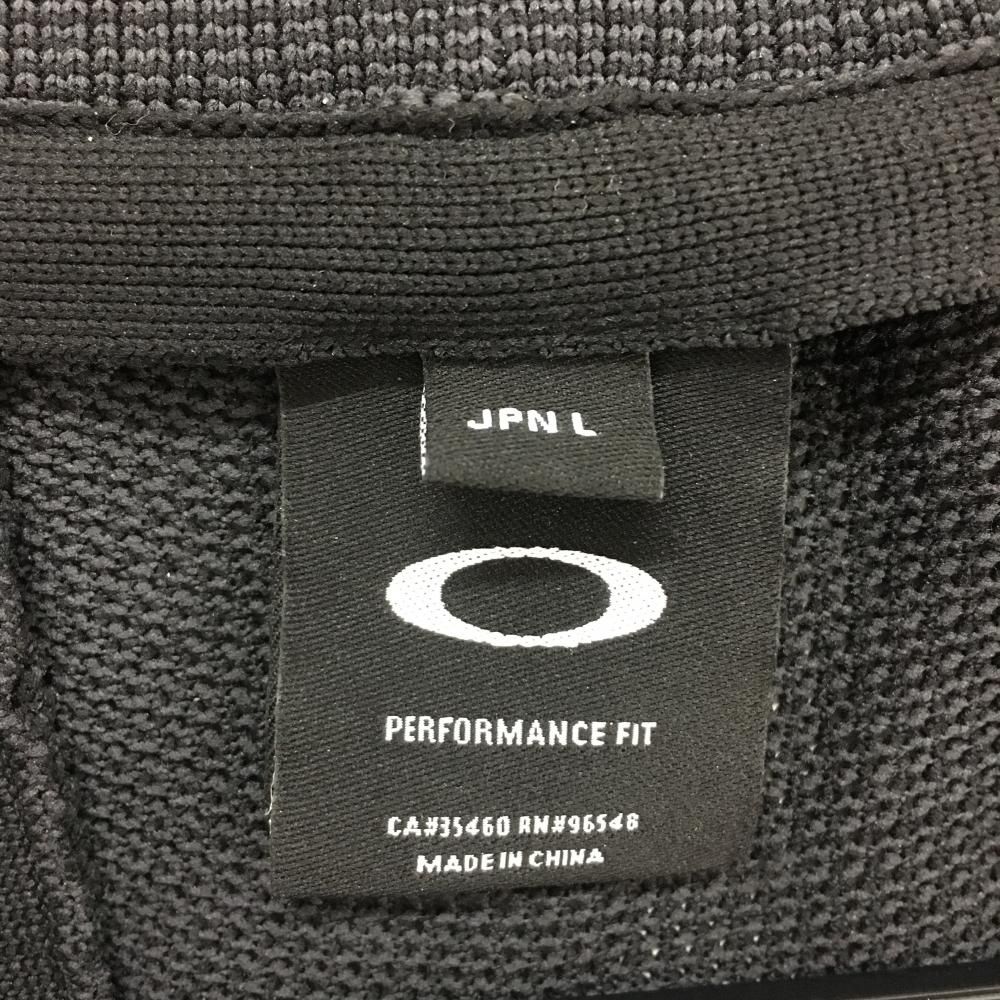 JPN L
PERFORMANCE FIT
CA#35460 RN#96548
MADE IN CHINA